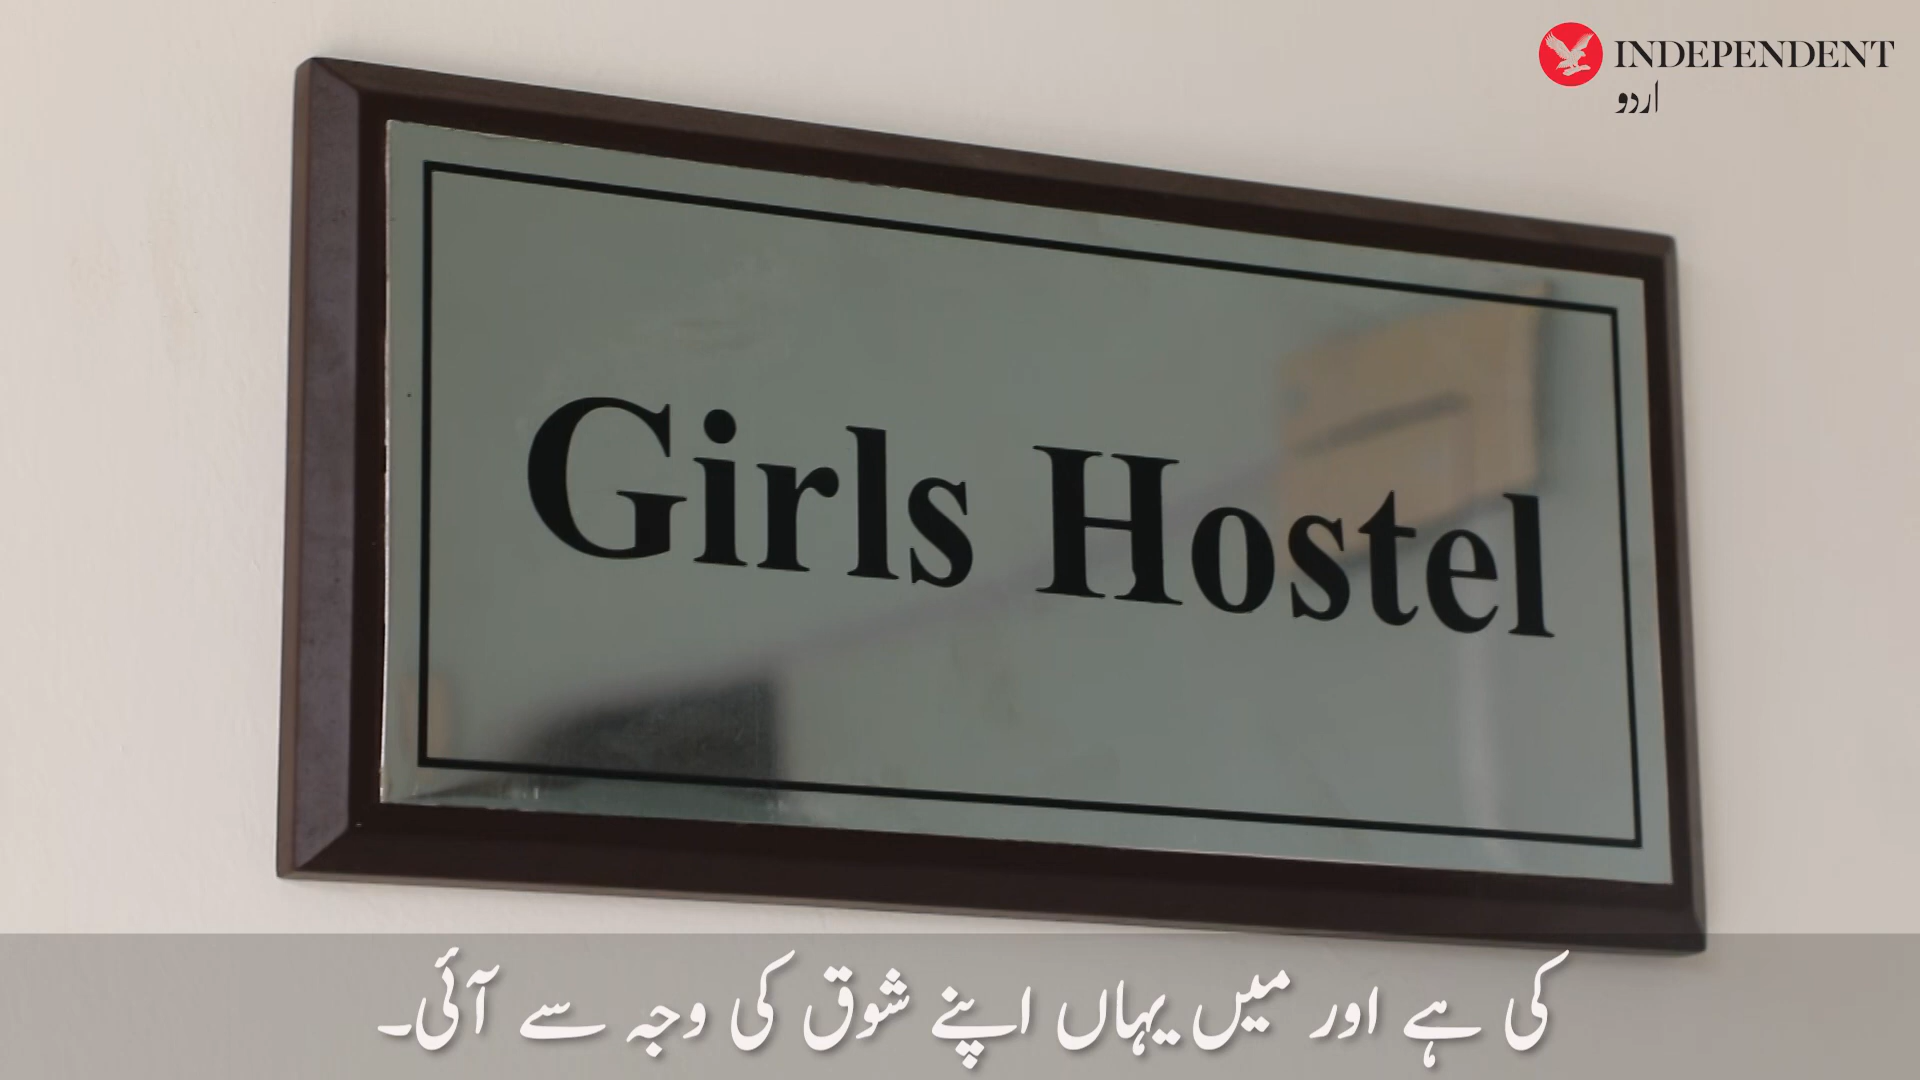 INDEPENDENT
اردو
Girls Hostel
کی ہے اور میں یہاں اپنے شوق کی وجہ سے آئی۔